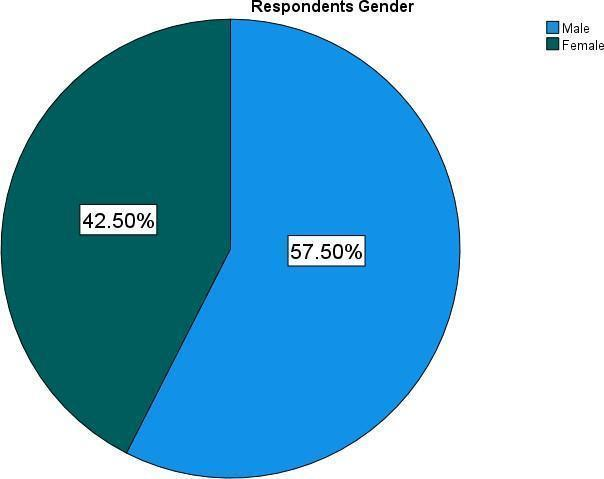 Respondents Gender
Male
Female
42.50%
57.50%